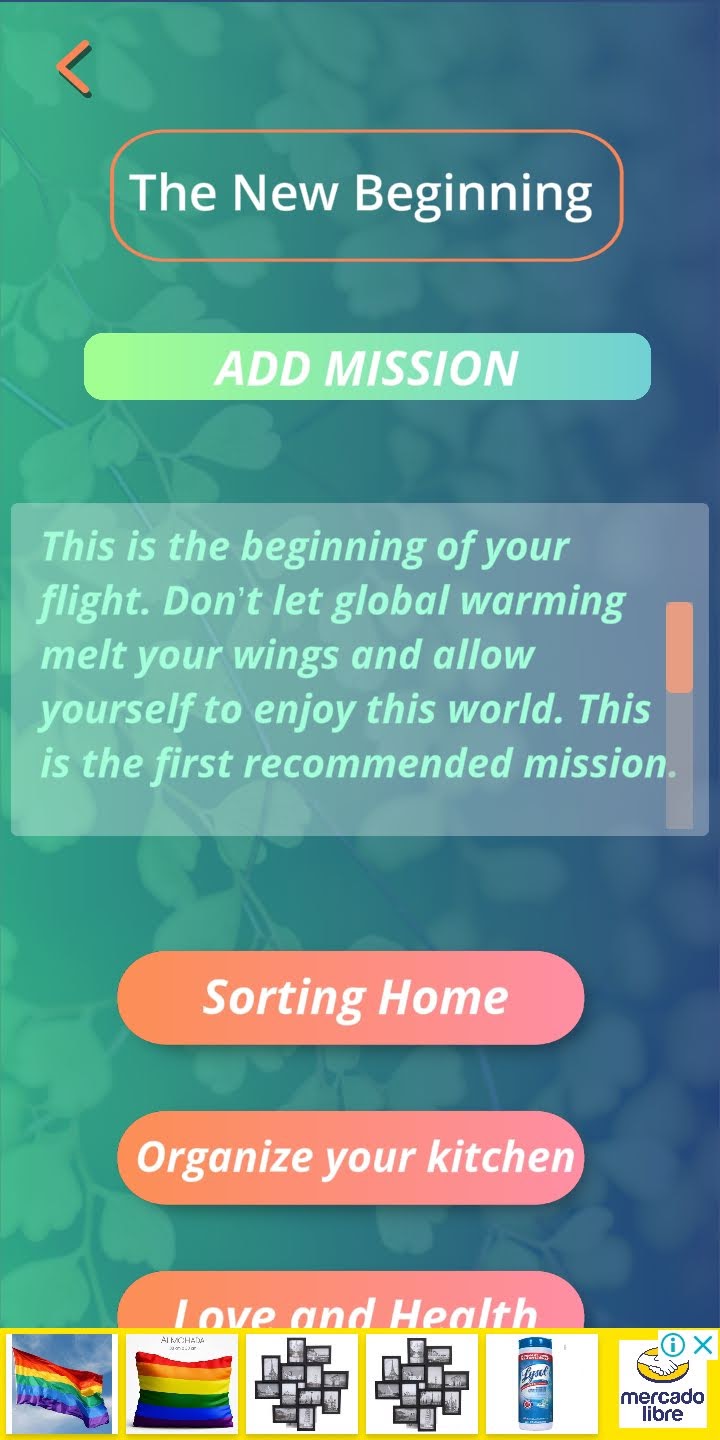 The New Beginning
ADD MISSION
This is the beginning of your
flight. Don't let global warming
melt your wings and allow
yourself to enjoy this world. This
is the first recommended mission.
Sorting Home
Organize your kitchen
Love and Health
ALMOHADA
Lysol
mercado
libre